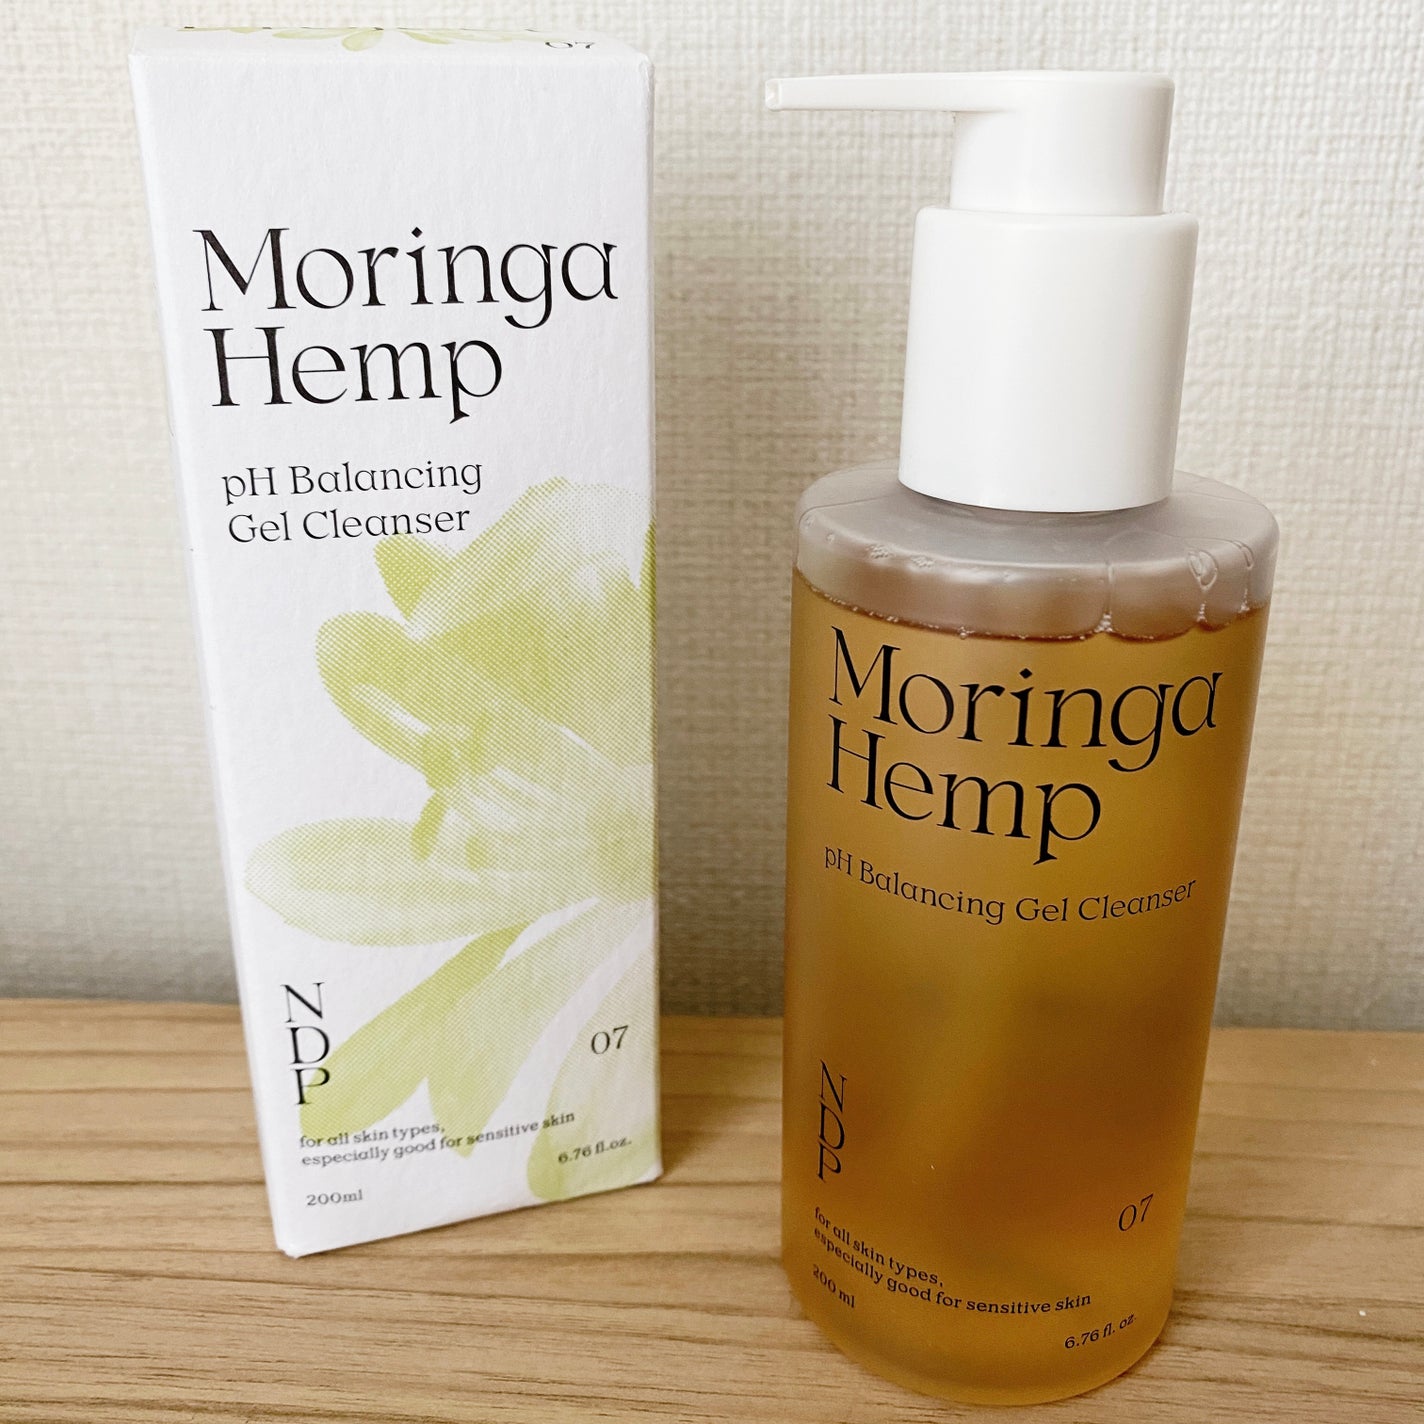 07
Moringa
Hemp
pH Balancing
Gel Cleanser
N
D
P
07
for all skin types,
especially good for sensitive skin
6.76 fl.oz.
200ml
Moringa
Hemp
pH Balancing Gel Cleanser
N
D
P
07
for all skin types,
especially good for sensitive skin
200 ml
6.76 fl. oz.